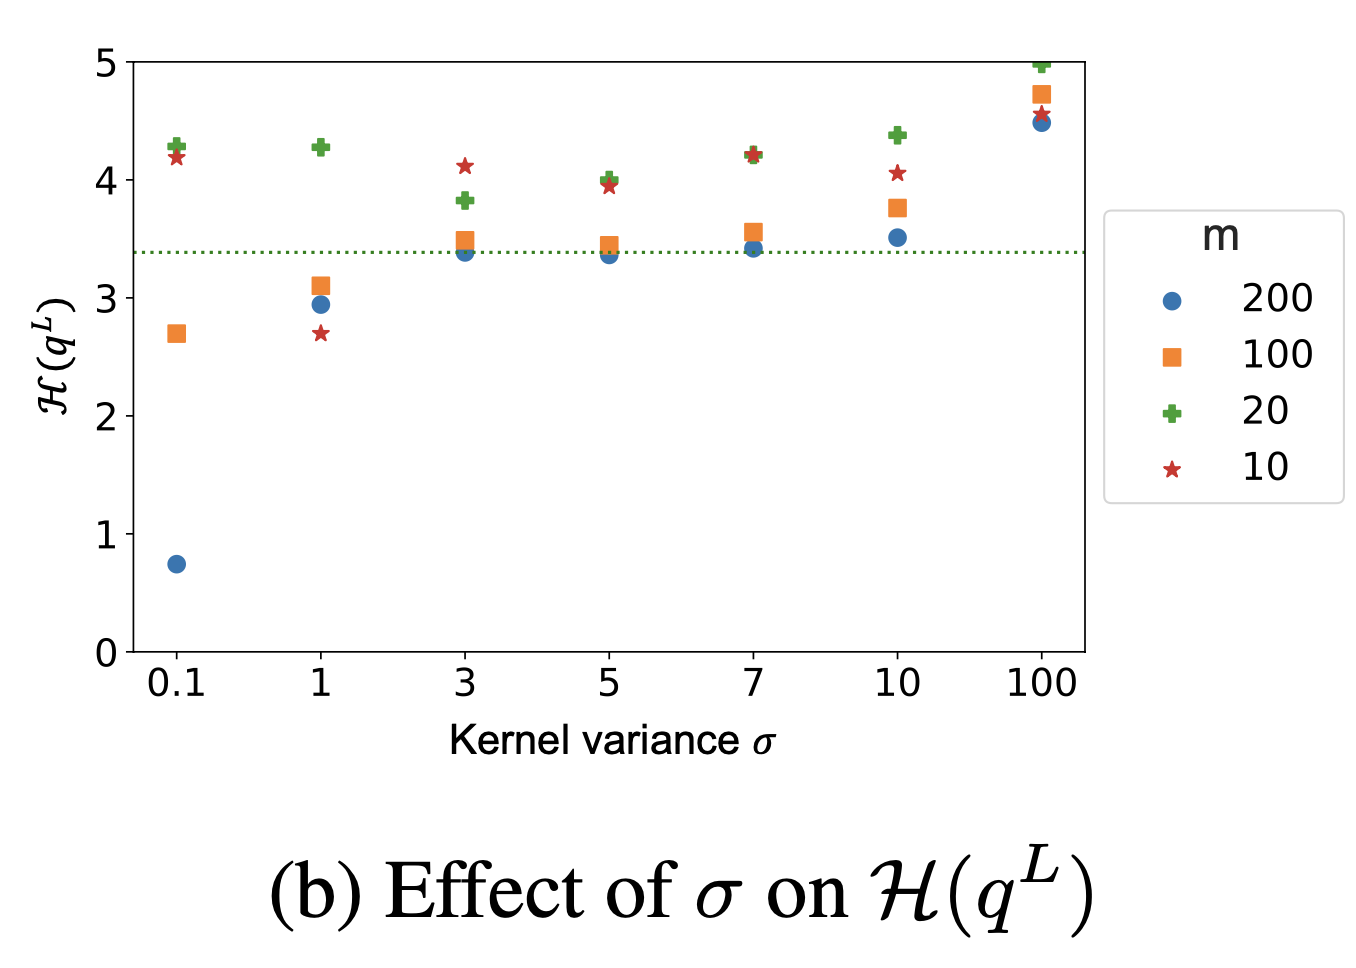 5
4
3
2
1
0
ℋ(q^L)
0.1 1 3 5 7 10 100
Kernel variance σ
m
200
100
20
10
(b) Effect of σ on ℋ(q^L)